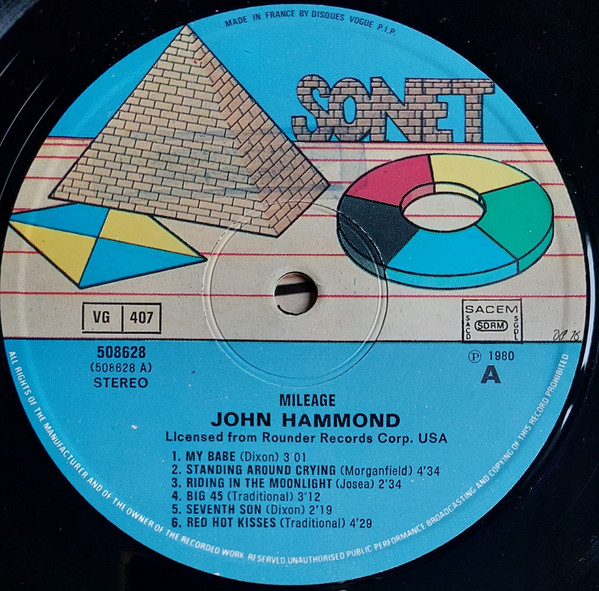 MADE IN FRANCE BY DISQUES VOGUE P.I.P.
SONET
VG 407
508628
(508628 A)
STEREO
SACEM
SACD
SDRM
SGDL
DP 76
℗ 1980
A
MILEAGE
JOHN HAMMOND
Licensed from Rounder Records Corp. USA
1. MY BABE (Dixon) 3 01
2. STANDING AROUND CRYING (Morganfield) 4'34
3. RIDING IN THE MOONLIGHT (Josea) 2'34
4. BIG 45 (Traditional) 3'12
5. SEVENTH SON (Dixon) 2'19
6. RED HOT KISSES (Traditional) 4'29
ALL RIGHTS OF THE MANUFACTURER AND OF THE OWNER OF THE RECORDED WORK RESERVED. UNAUTHORISED PUBLIC PERFORMANCE BROADCASTING AND COPYING OF THIS RECORD PROHIBITED